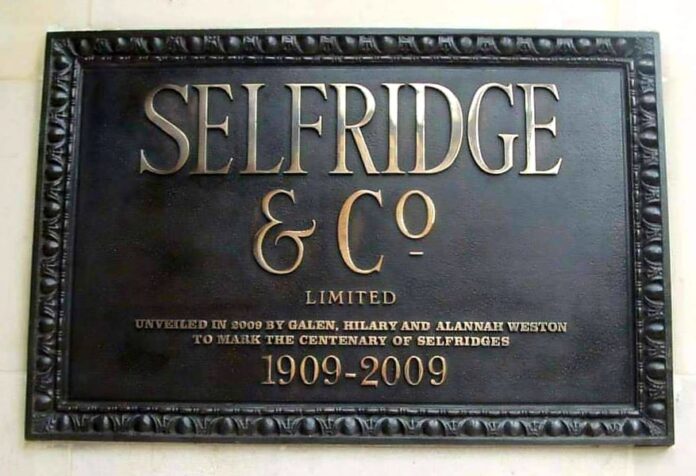 SELFRIDGE
& Cº
LIMITED
UNVEILED IN 2009 BY GALEN, HILARY AND ALANNAH WESTON
TO MARK THE CENTENARY OF SELFRIDGES
1909-2009